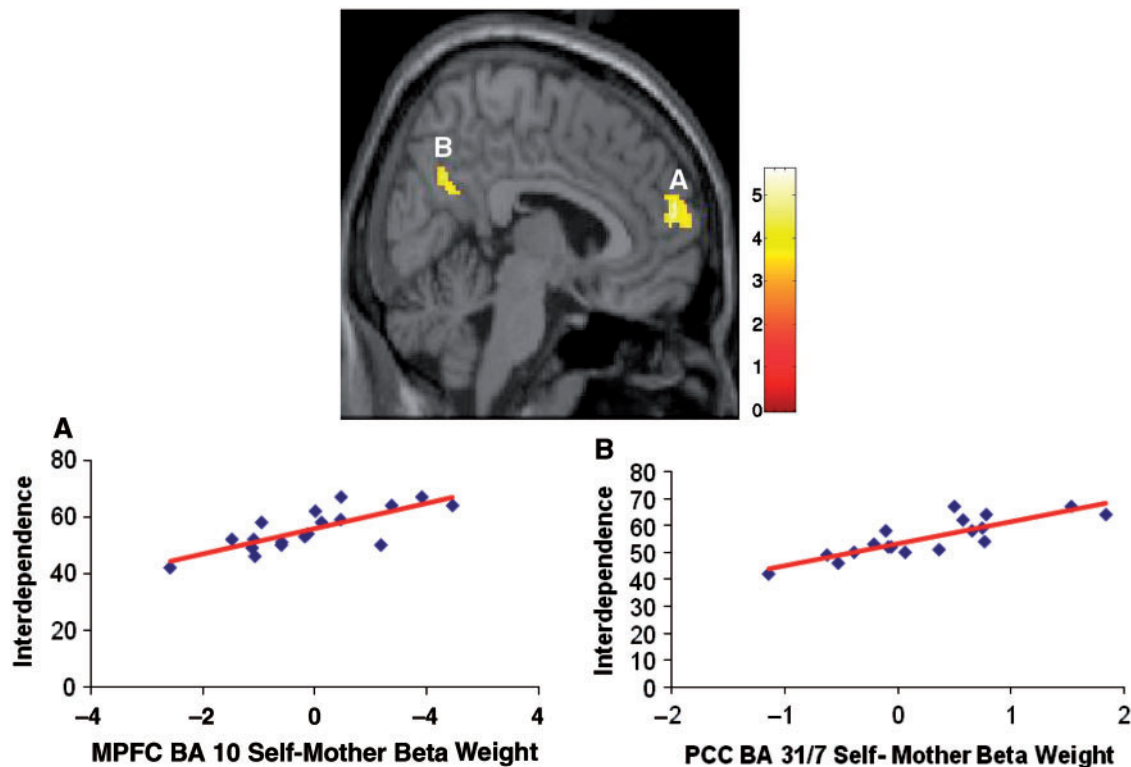 B
A
5
4
3
2
1
0
A
80
60
40
20
0
Interdependence
−4 −2 0 −4 4
MPFC BA 10 Self-Mother Beta Weight
B
80
70
60
50
40
30
20
10
0
Interdependence
−2 −1 0 1 2
PCC BA 31/7 Self- Mother Beta Weight